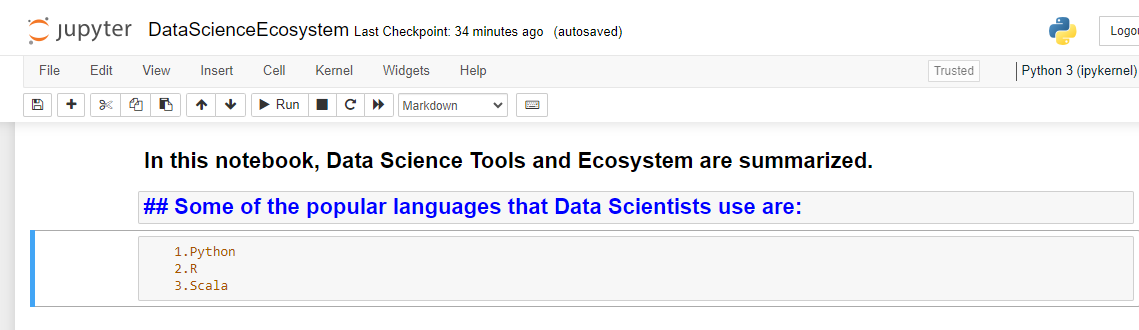 jupyter DataScienceEcosystem Last Checkpoint: 34 minutes ago (autosaved)
Logo
File Edit View Insert Cell Kernel Widgets Help
Trusted
Python 3 (ipykernel)
Run
Markdown
In this notebook, Data Science Tools and Ecosystem are summarized.
## Some of the popular languages that Data Scientists use are:
1.Python
2.R
3.Scala